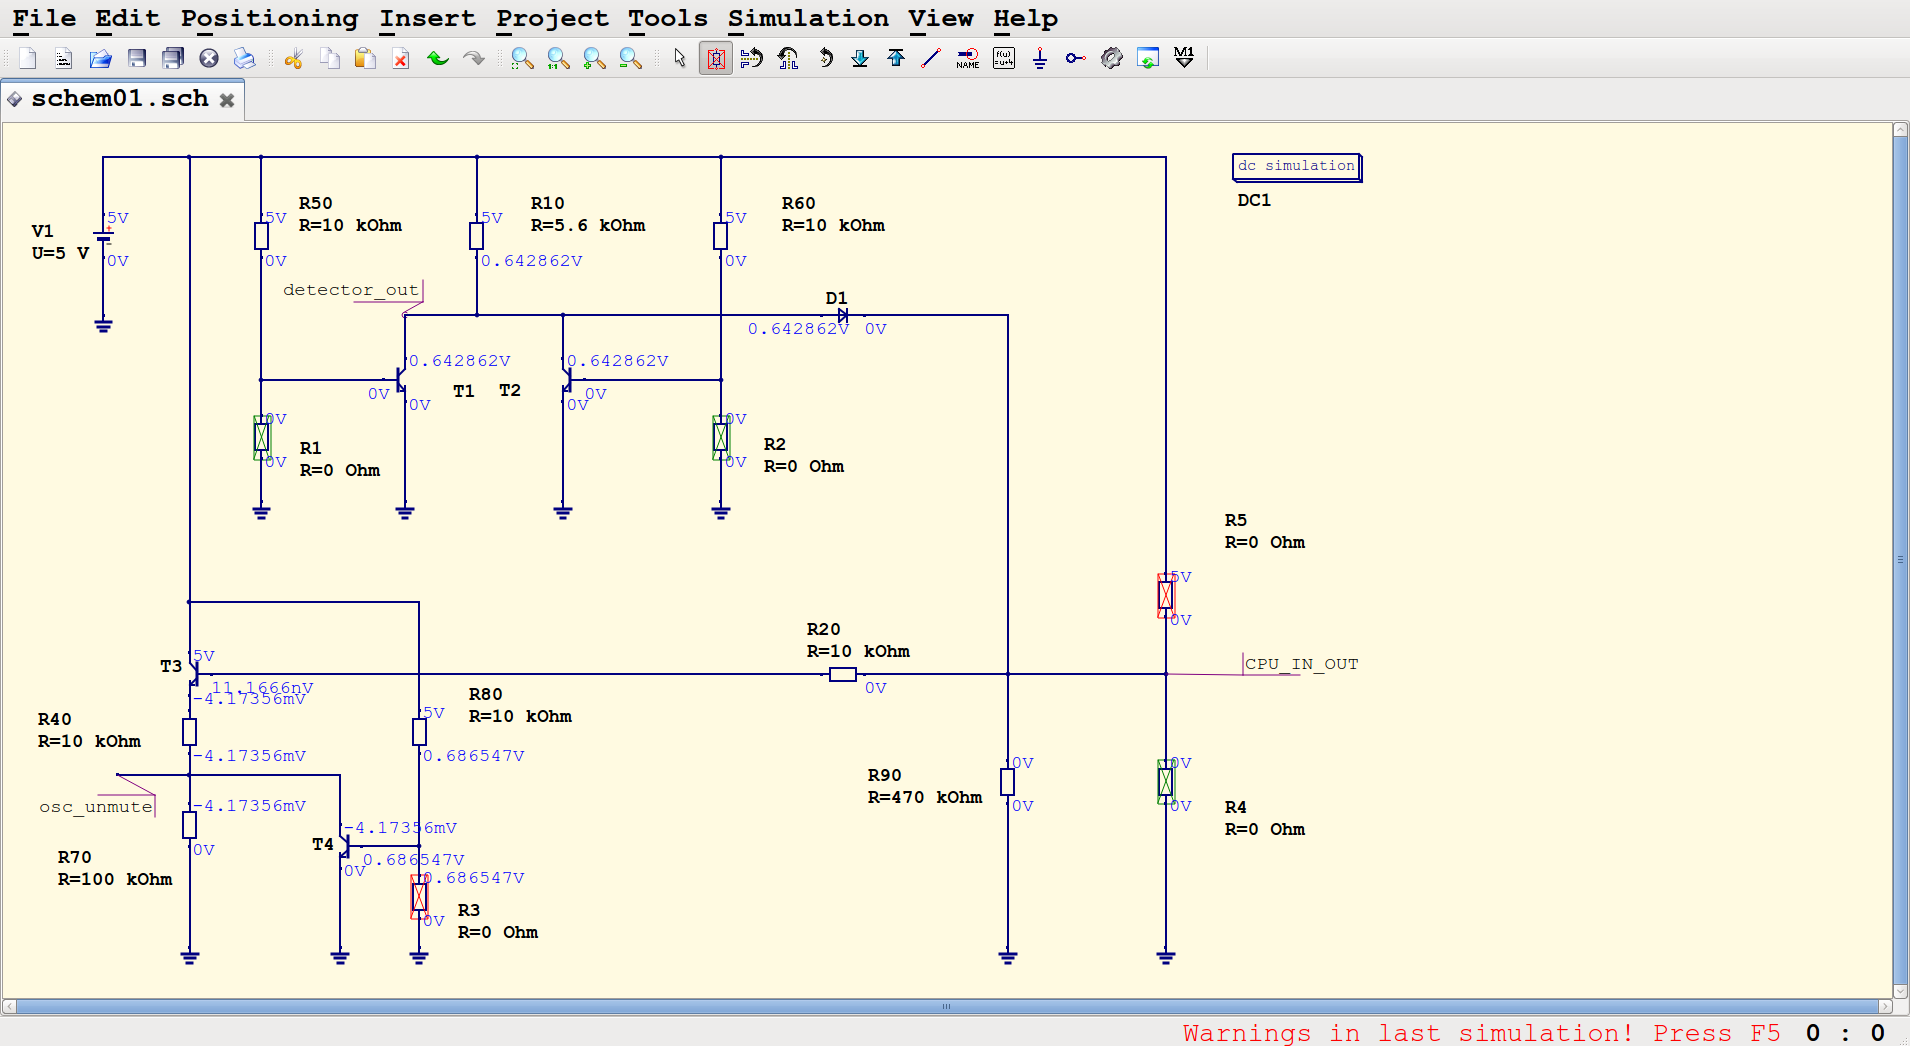 File Edit Positioning Insert Project Tools Simulation View Help
NAME
M1
schem01.sch
dc simulation
DC1
V1
U=5 V
5V
0V
R50
R=10 kOhm
5V
0V
R10
R=5.6 kOhm
5V
0.642862V
R60
R=10 kOhm
5V
0V
detector_out
D1
0.642862V 0V
0.642862V
0V
0V
T1
T2
0.642862V
0V
0V
0V
0V
R1
R=0 Ohm
0V
0V
R2
R=0 Ohm
R5
R=0 Ohm
5V
0V
T3
5V
11.1666nV
-4.17356mV
R20
R=10 kOhm
0V
CPU_IN_OUT
R40
R=10 kOhm
-4.17356mV
R80
R=10 kOhm
5V
0.686547V
osc_unmute
-4.17356mV
0V
R70
R=100 kOhm
T4
-4.17356mV
0.686547V
0V
0.686547V
0V
R3
R=0 Ohm
R90
R=470 kOhm
0V
0V
0V
0V
R4
R=0 Ohm
Warnings in last simulation! Press F5 0 : 0